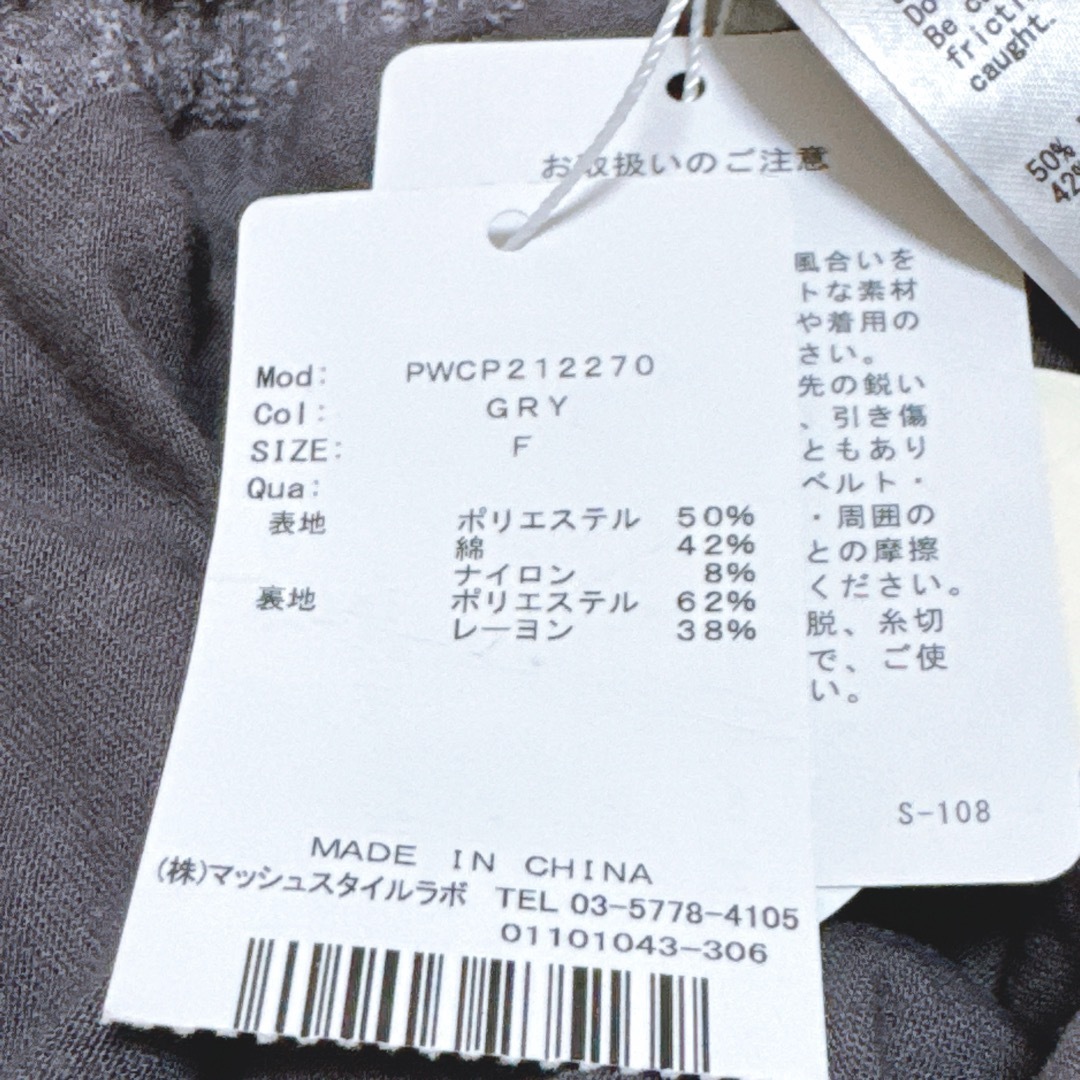 Do
Be
fricti
caught.
50%
42%
お取扱いのご注意
風合いを
トな素材
や着用の
さい。
先の鋭い
、引き傷
ともあり
ベルト・
・周囲の
との摩擦
ください。
脱、糸切
で、ご使
い。
S-108
Mod: PWCP212270
Col: GRY
SIZE: F
Qua:
表地 ポリエステル 50%
綿 42%
ナイロン 8%
裏地 ポリエステル 62%
レーヨン 38%
MADE IN CHINA
(株)マッシュスタイルラボ TEL 03-5778-4105
01101043-306